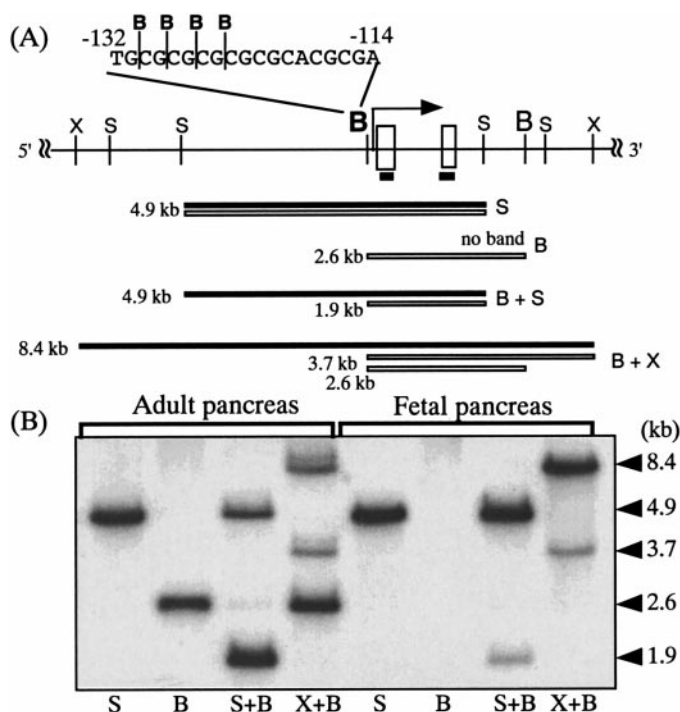 (A)
B B B B
-132 -114
TGCGCGCGCGCGCACGCGA
X S S B S B S X
5' 3'
4.9 kb S
no band
2.6 kb B
4.9 kb
1.9 kb B + S
8.4 kb
3.7 kb B + X
2.6 kb
(B) Adult pancreas Fetal pancreas (kb)
8.4
4.9
3.7
2.6
1.9
S B S+B X+B S B S+B X+B